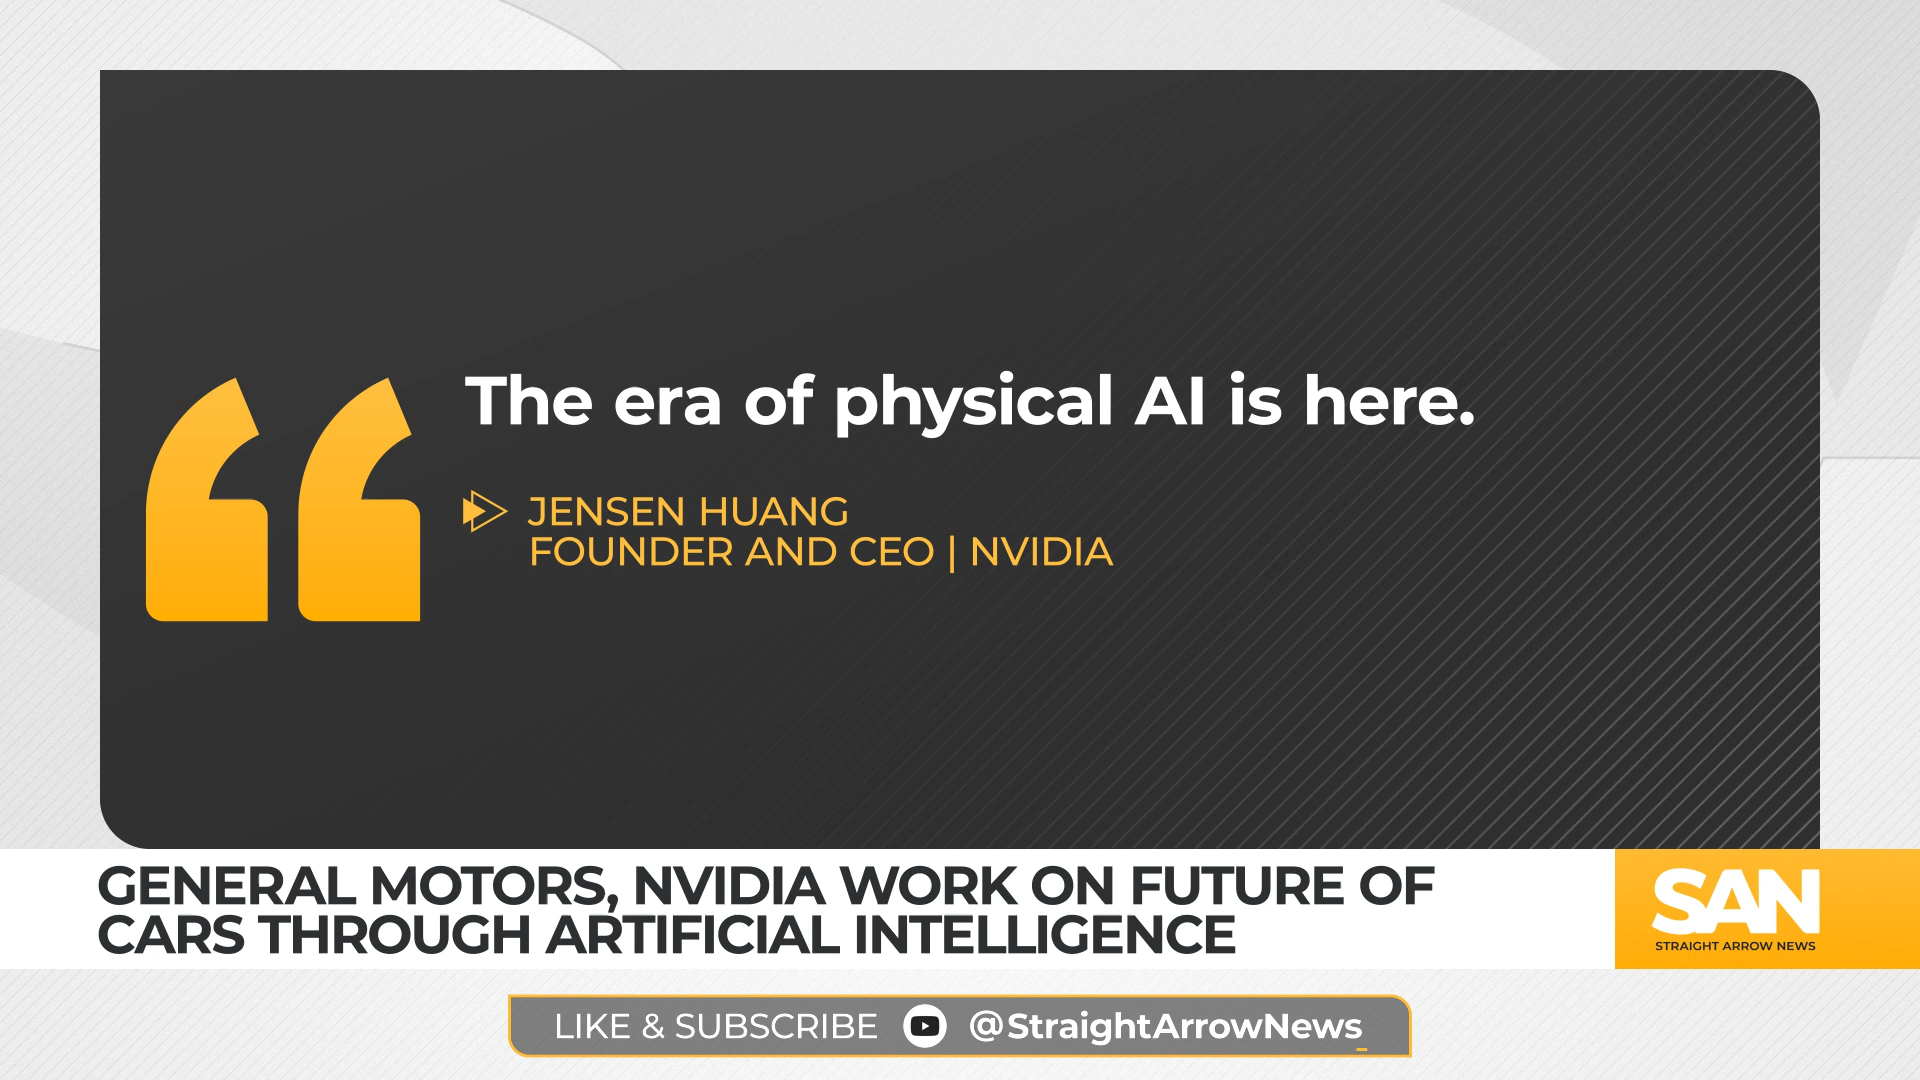 The era of physical AI is here.
JENSEN HUANG
FOUNDER AND CEO | NVIDIA
GENERAL MOTORS, NVIDIA WORK ON FUTURE OF
CARS THROUGH ARTIFICIAL INTELLIGENCE
SAN
STRAIGHT ARROW NEWS
LIKE & SUBSCRIBE @StraightArrowNews